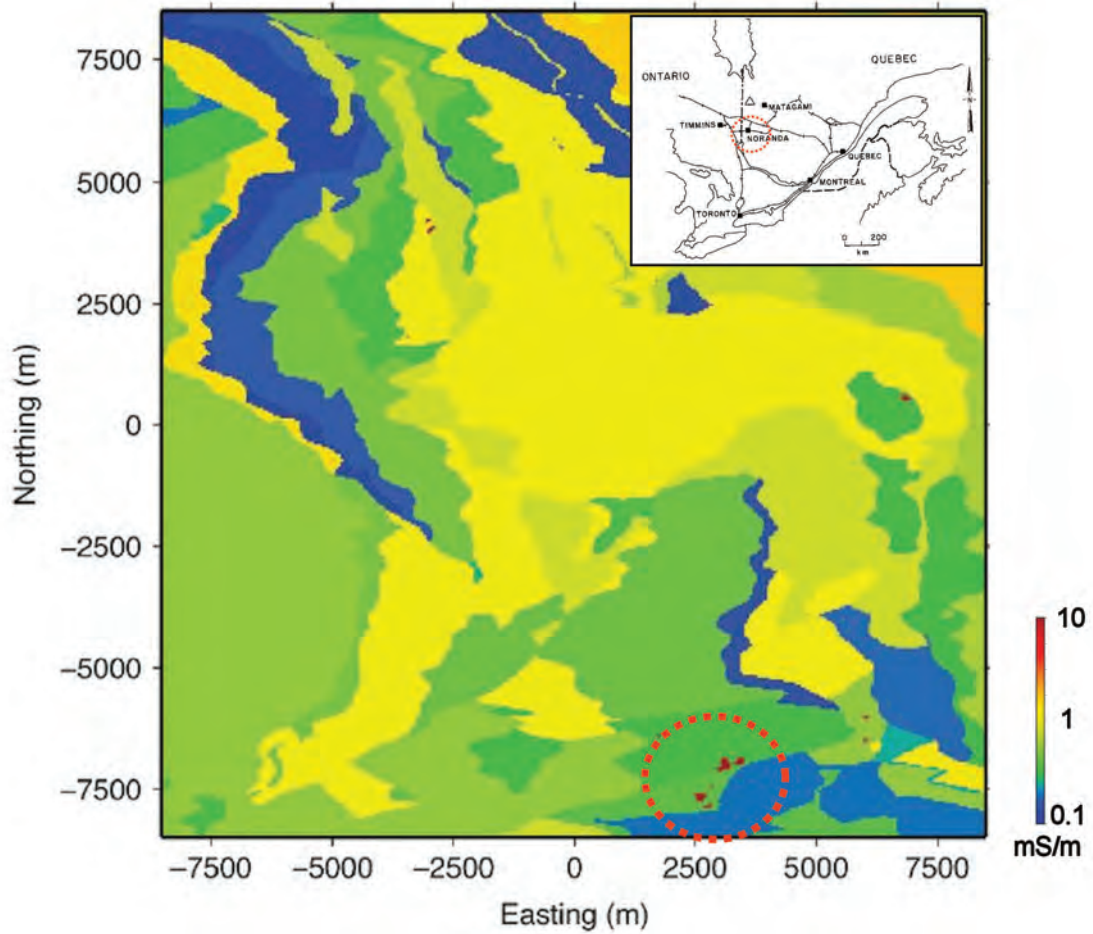 7500
5000
2500
0
−2500
−5000
−7500
Northing (m)
−7500 −5000 −2500 0 2500 5000 7500
Easting (m)
QUEBEC
ONTARIO
MATAGAMI
TIMMINS
NORANDA
QUEBEC
MONTREAL
TORONTO
0 200
km
N
10
1
0.1
mS/m